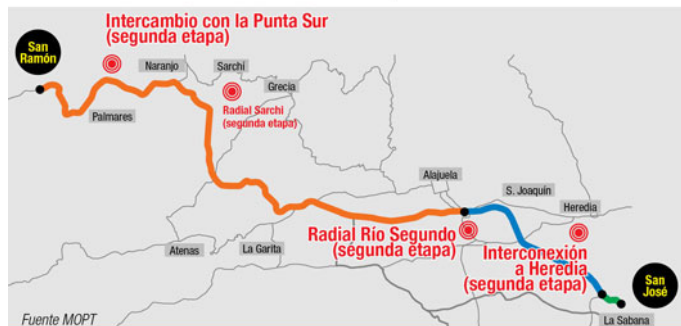 Intercambio con la Punta Sur
(segunda etapa)
San
Ramón
Naranjo
Sarchí
Grecia
Radial Sarchi
(segunda etapa)
Palmares
Alajuela
S. Joaquín
Heredia
Atenas
La Garita
Radial Río Segundo
(segunda etapa)
Interconexión
a Heredia
(segunda etapa)
San
José
La Sabana
Fuente MOPT